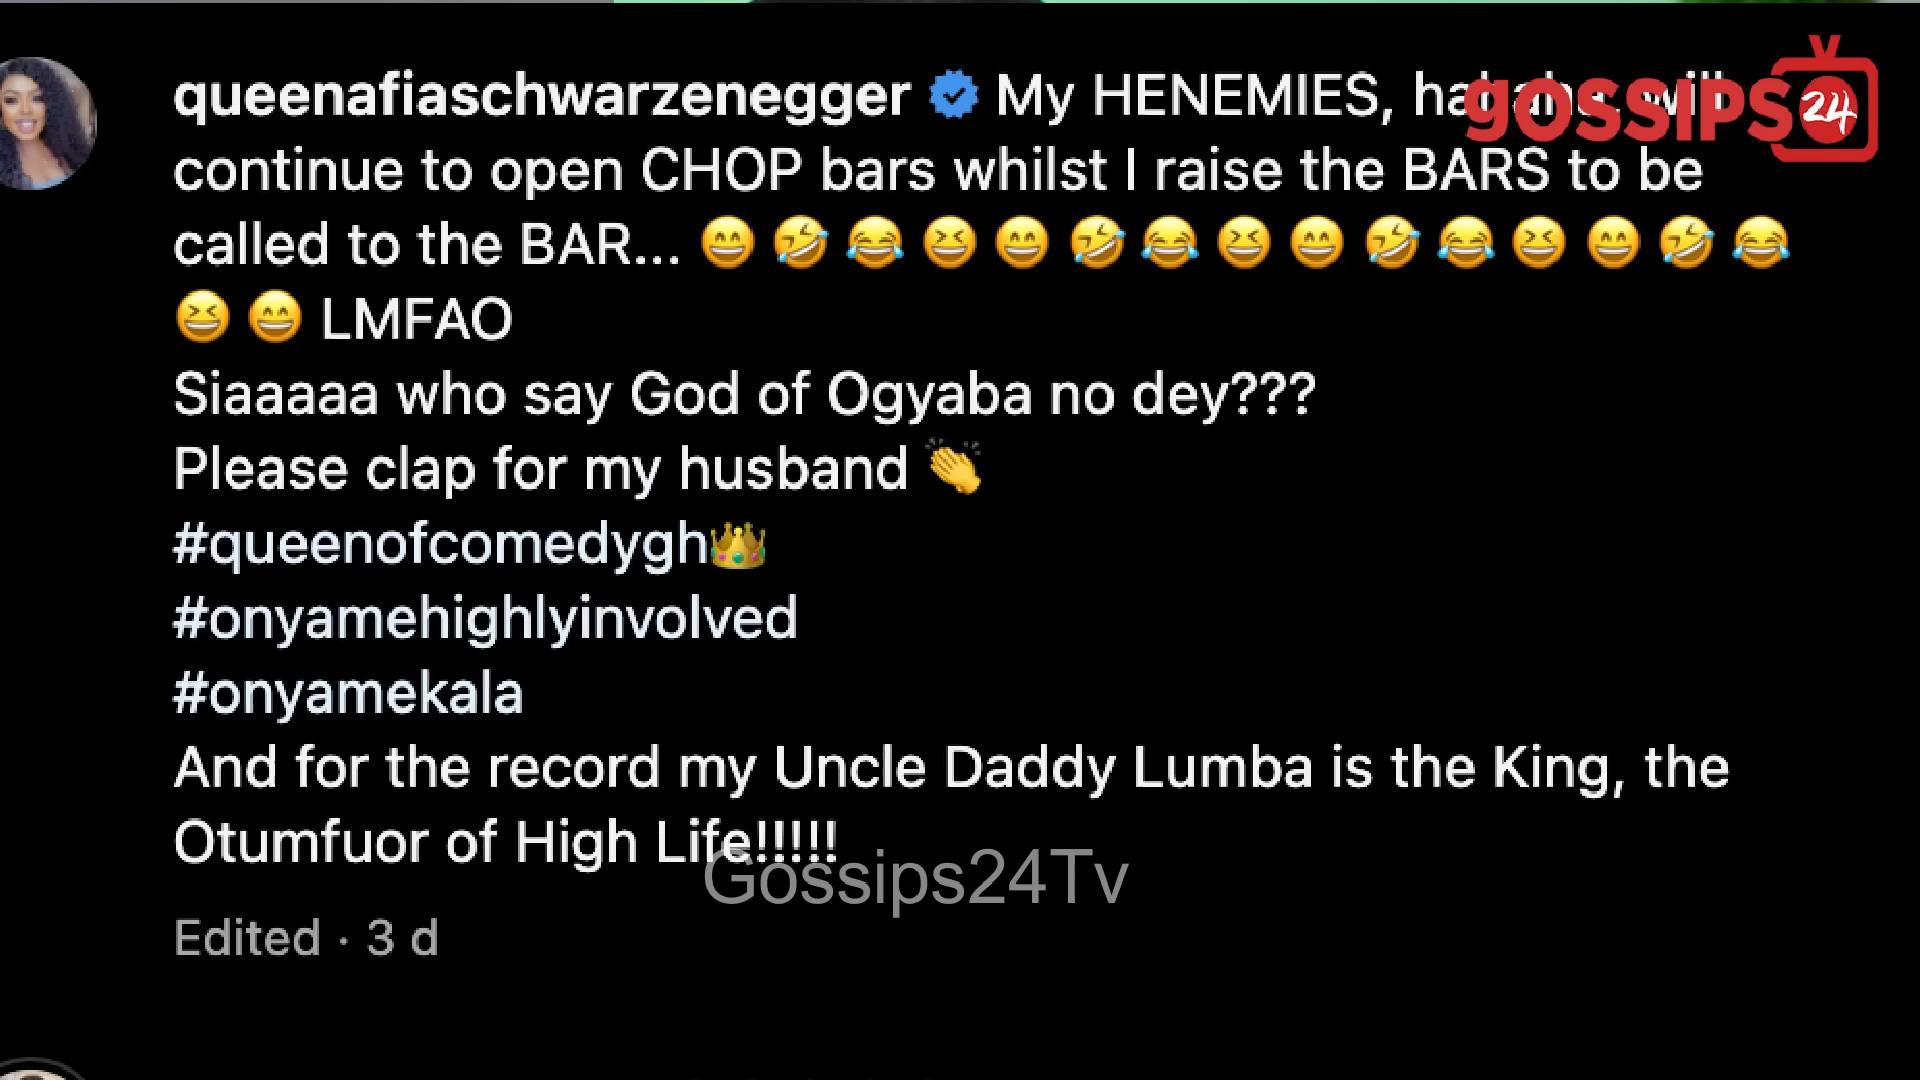 queenafiaschwarzenegger My HENEMIES, hahaha will
continue to open CHOP bars whilst I raise the BARS to be
called to the BAR... 😄 🤣 😂 😆 😄 🤣 😂 😆 😄 🤣 😂 😆 😄 🤣 😂
😆 😄 LMFAO
Siaaaaa who say God of Ogyaba no dey???
Please clap for my husband 👏
#queenofcomedygh👑
#onyamehighlyinvolved
#onyamekala
And for the record my Uncle Daddy Lumba is the King, the
Otumfuor of High Life!!!!!
Edited · 3 d
GOSSIPS 24
Gossips24Tv